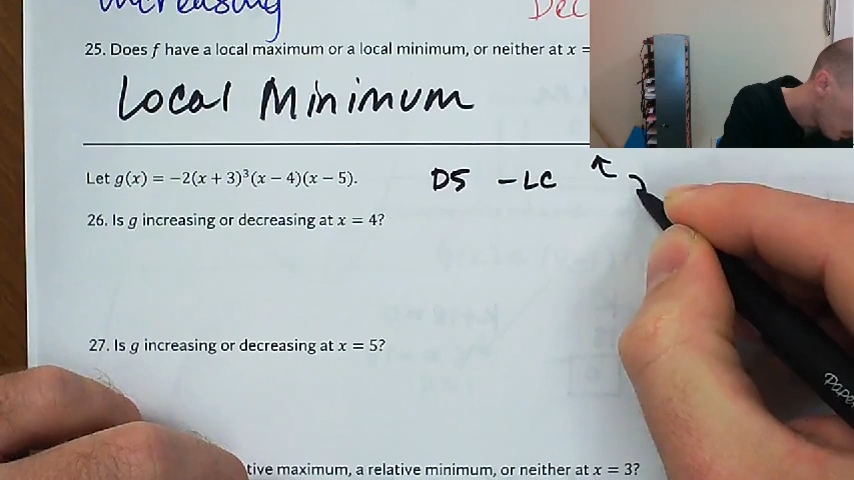 increasing Dec
25. Does f have a local maximum or a local minimum, or neither at x =
Local Minimum
Let g(x) = −2(x + 3)³(x − 4)(x − 5). D5 -LC
26. Is g increasing or decreasing at x = 4?
27. Is g increasing or decreasing at x = 5?
tive maximum, a relative minimum, or neither at x = 3?
Pape